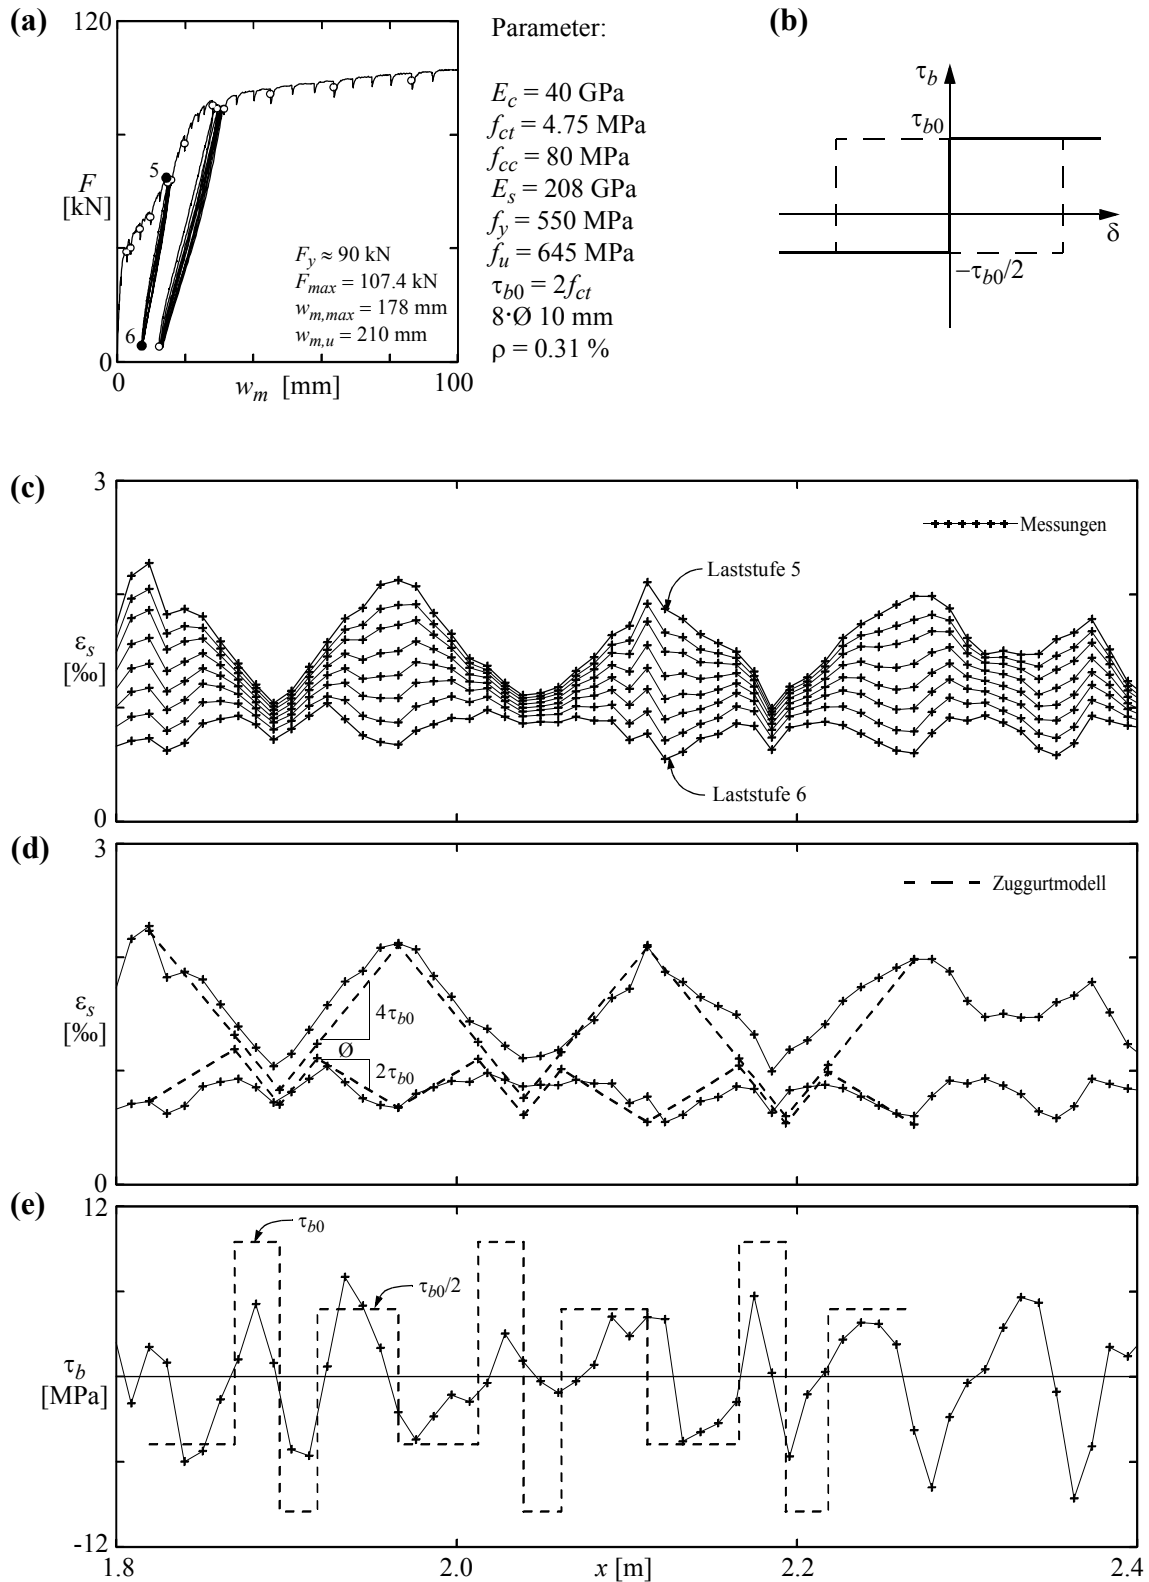 (a)
120
F
[kN]
5
6
0
0
100
w_m [mm]
F_y ≈ 90 kN
F_max = 107.4 kN
w_m,max = 178 mm
w_m,u = 210 mm
Parameter:
E_c = 40 GPa
f_ct = 4.75 MPa
f_cc = 80 MPa
E_s = 208 GPa
f_y = 550 MPa
f_u = 645 MPa
τ_b0 = 2f_ct
8·Ø 10 mm
ρ = 0.31 %
(b)
τ_b
τ_b0
δ
−τ_b0/2
(c)
3
ε_s
[‰]
0
Messungen
Laststufe 5
Laststufe 6
(d)
3
ε_s
[‰]
0
Zuggurtmodell
4τ_b0
Ø
2τ_b0
(e)
12
τ_b
[MPa]
-12
τ_b0
τ_b0/2
1.8
2.0
x [m]
2.2
2.4